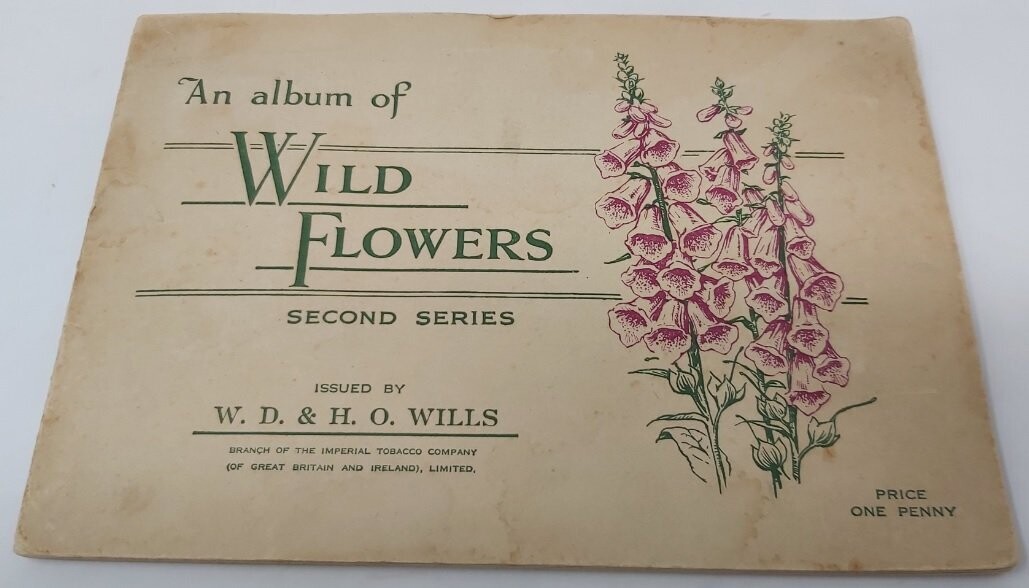 An album of
WILD
FLOWERS
SECOND SERIES
ISSUED BY
W. D. & H. O. WILLS
BRANCH OF THE IMPERIAL TOBACCO COMPANY
(OF GREAT BRITAIN AND IRELAND), LIMITED.
PRICE
ONE PENNY